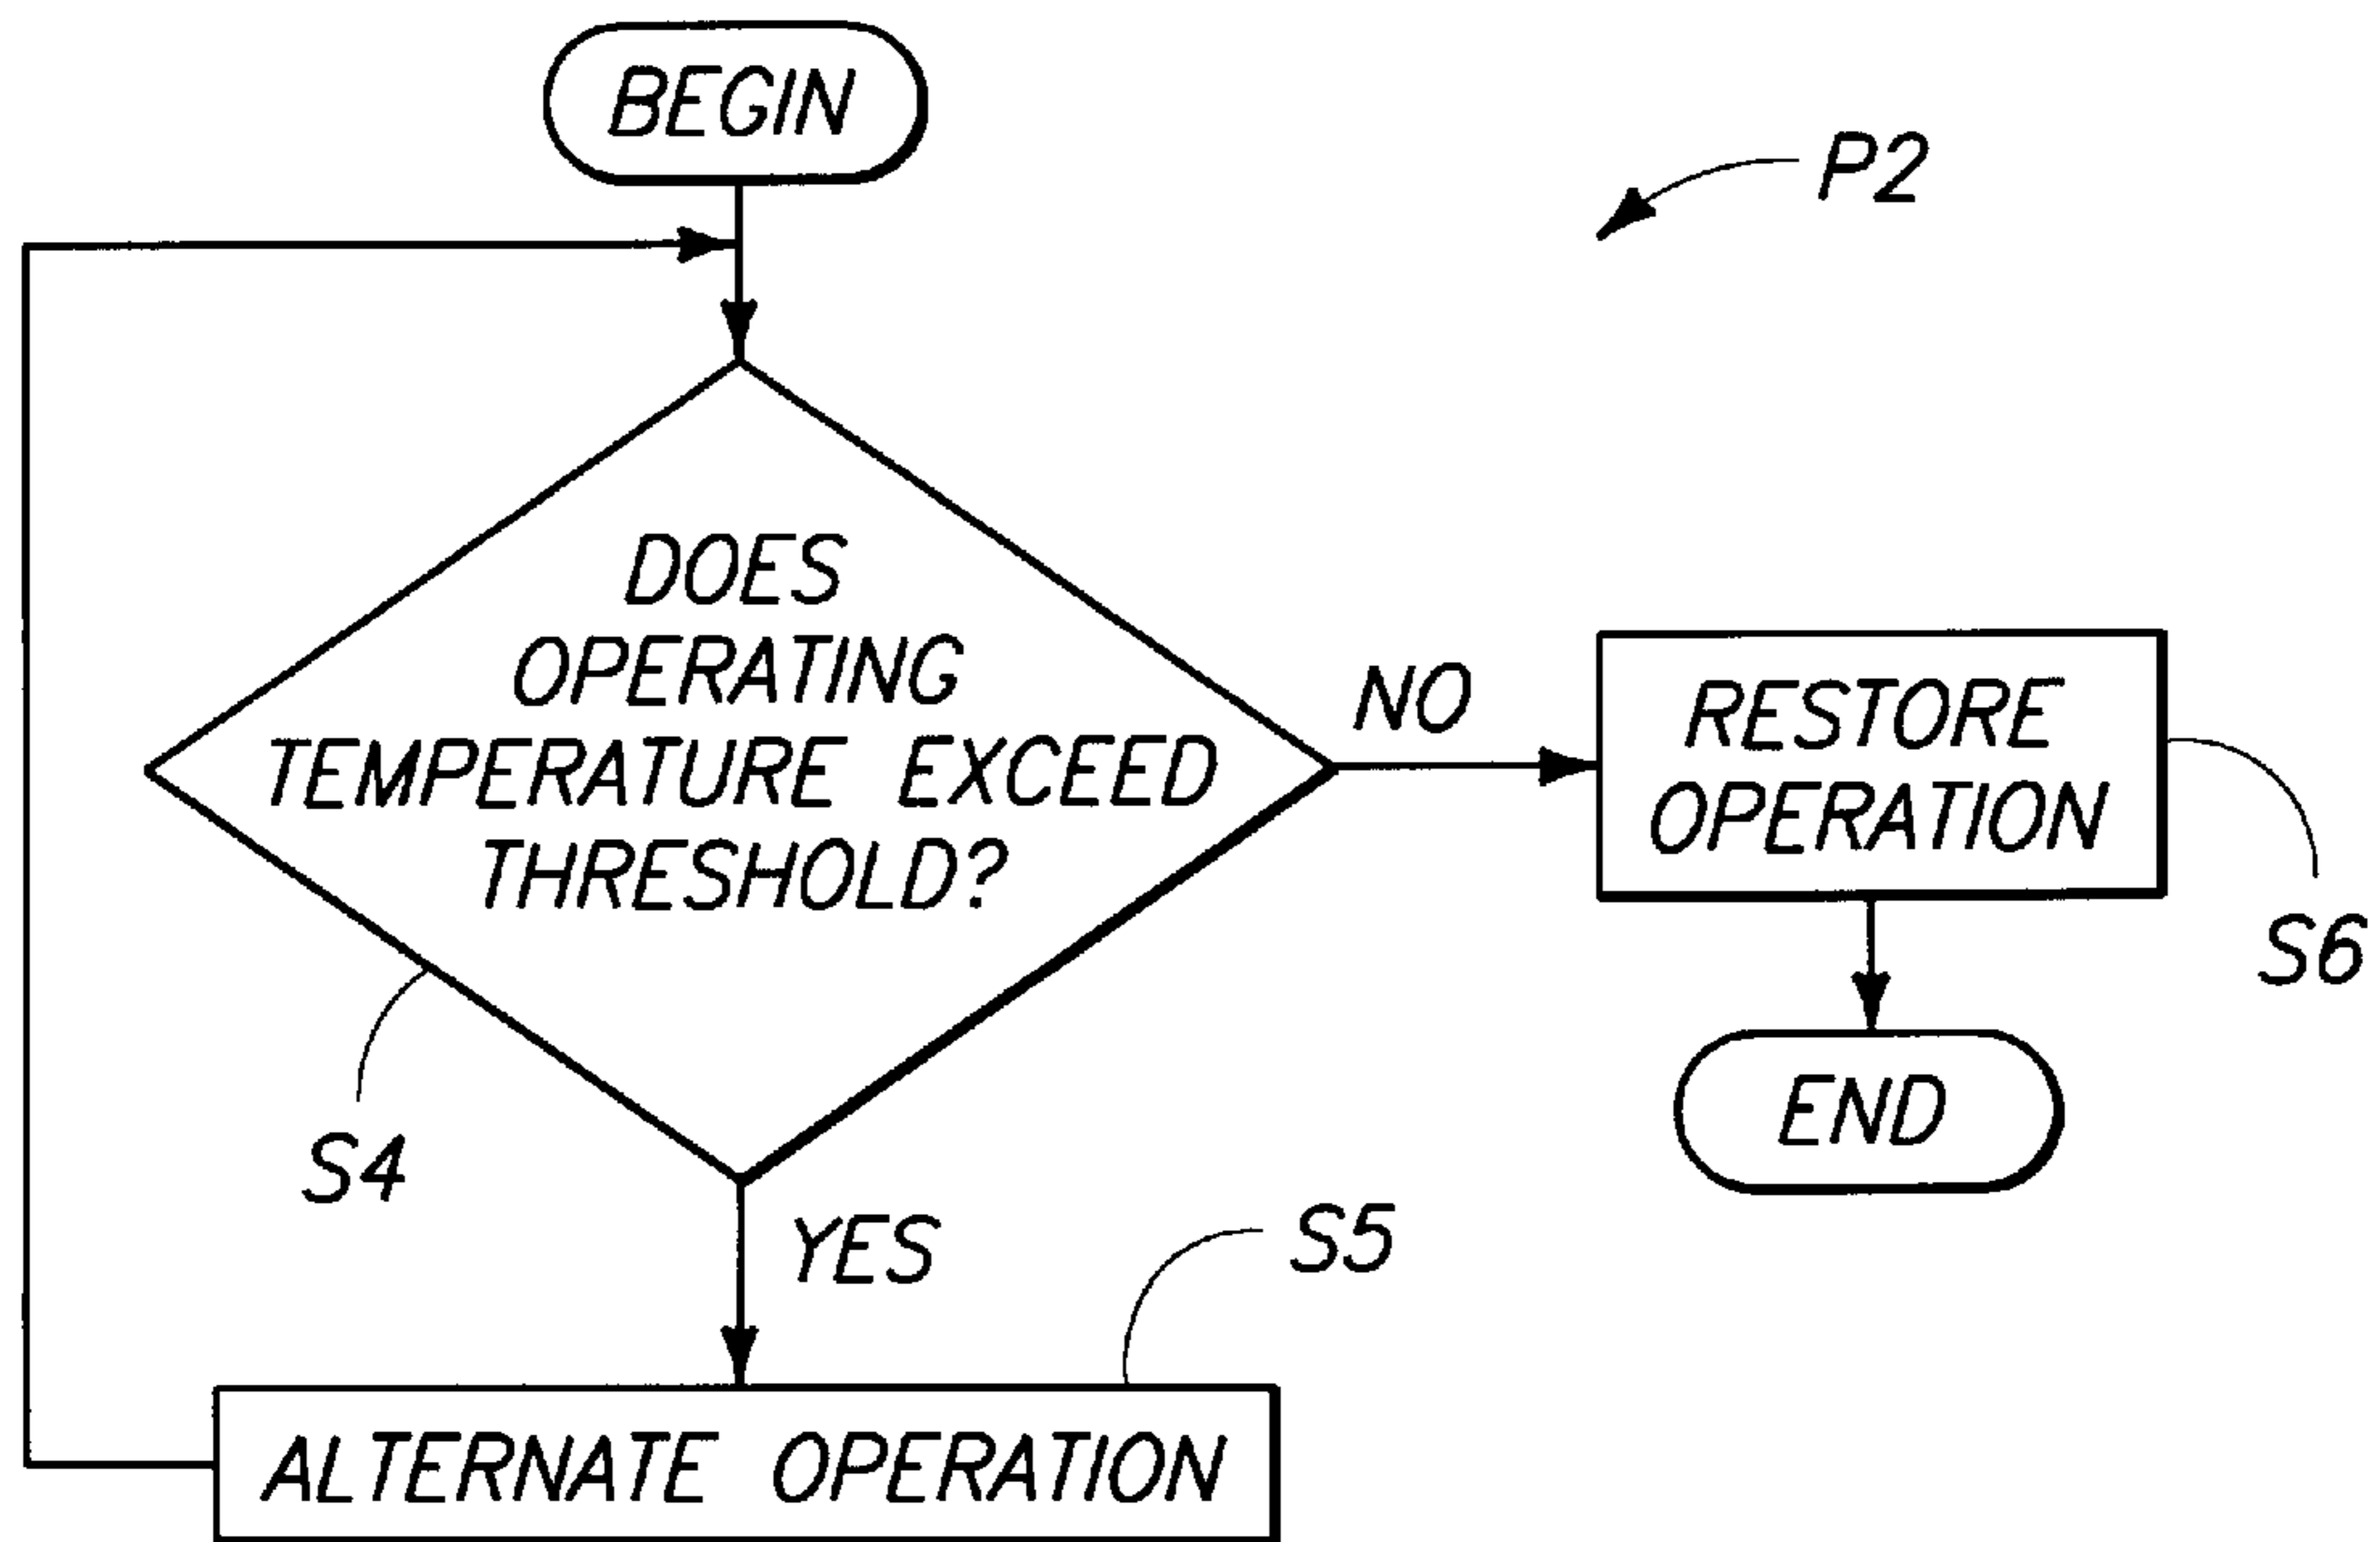 BEGIN
P2
DOES
OPERATING
TEMPERATURE EXCEED
THRESHOLD?
NO
RESTORE
OPERATION
S6
END
S4
YES
S5
ALTERNATE OPERATION